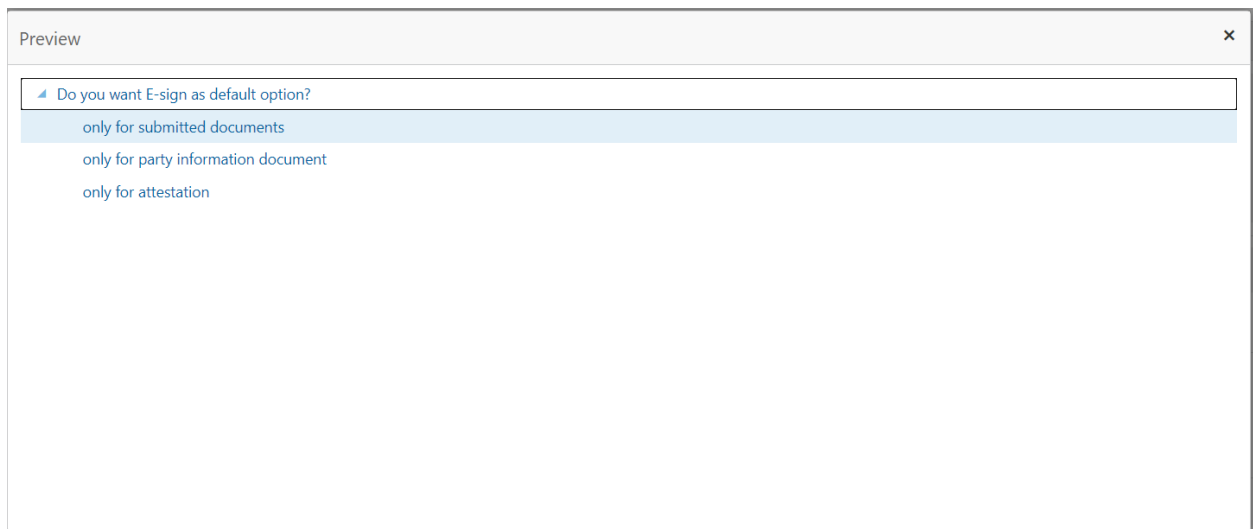 Preview
Do you want E-sign as default option?
only for submitted documents
only for party information document
only for attestation